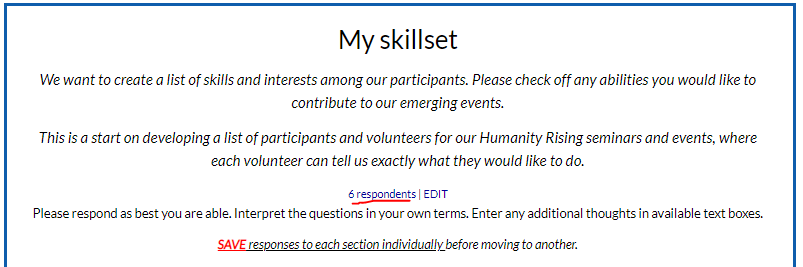 My skillset
We want to create a list of skills and interests among our participants. Please check off any abilities you would like to
contribute to our emerging events.
This is a start on developing a list of participants and volunteers for our Humanity Rising seminars and events, where
each volunteer can tell us exactly what they would like to do.
6 respondents | EDIT
Please respond as best you are able. Interpret the questions in your own terms. Enter any additional thoughts in available text boxes.
SAVE responses to each section individually before moving to another.